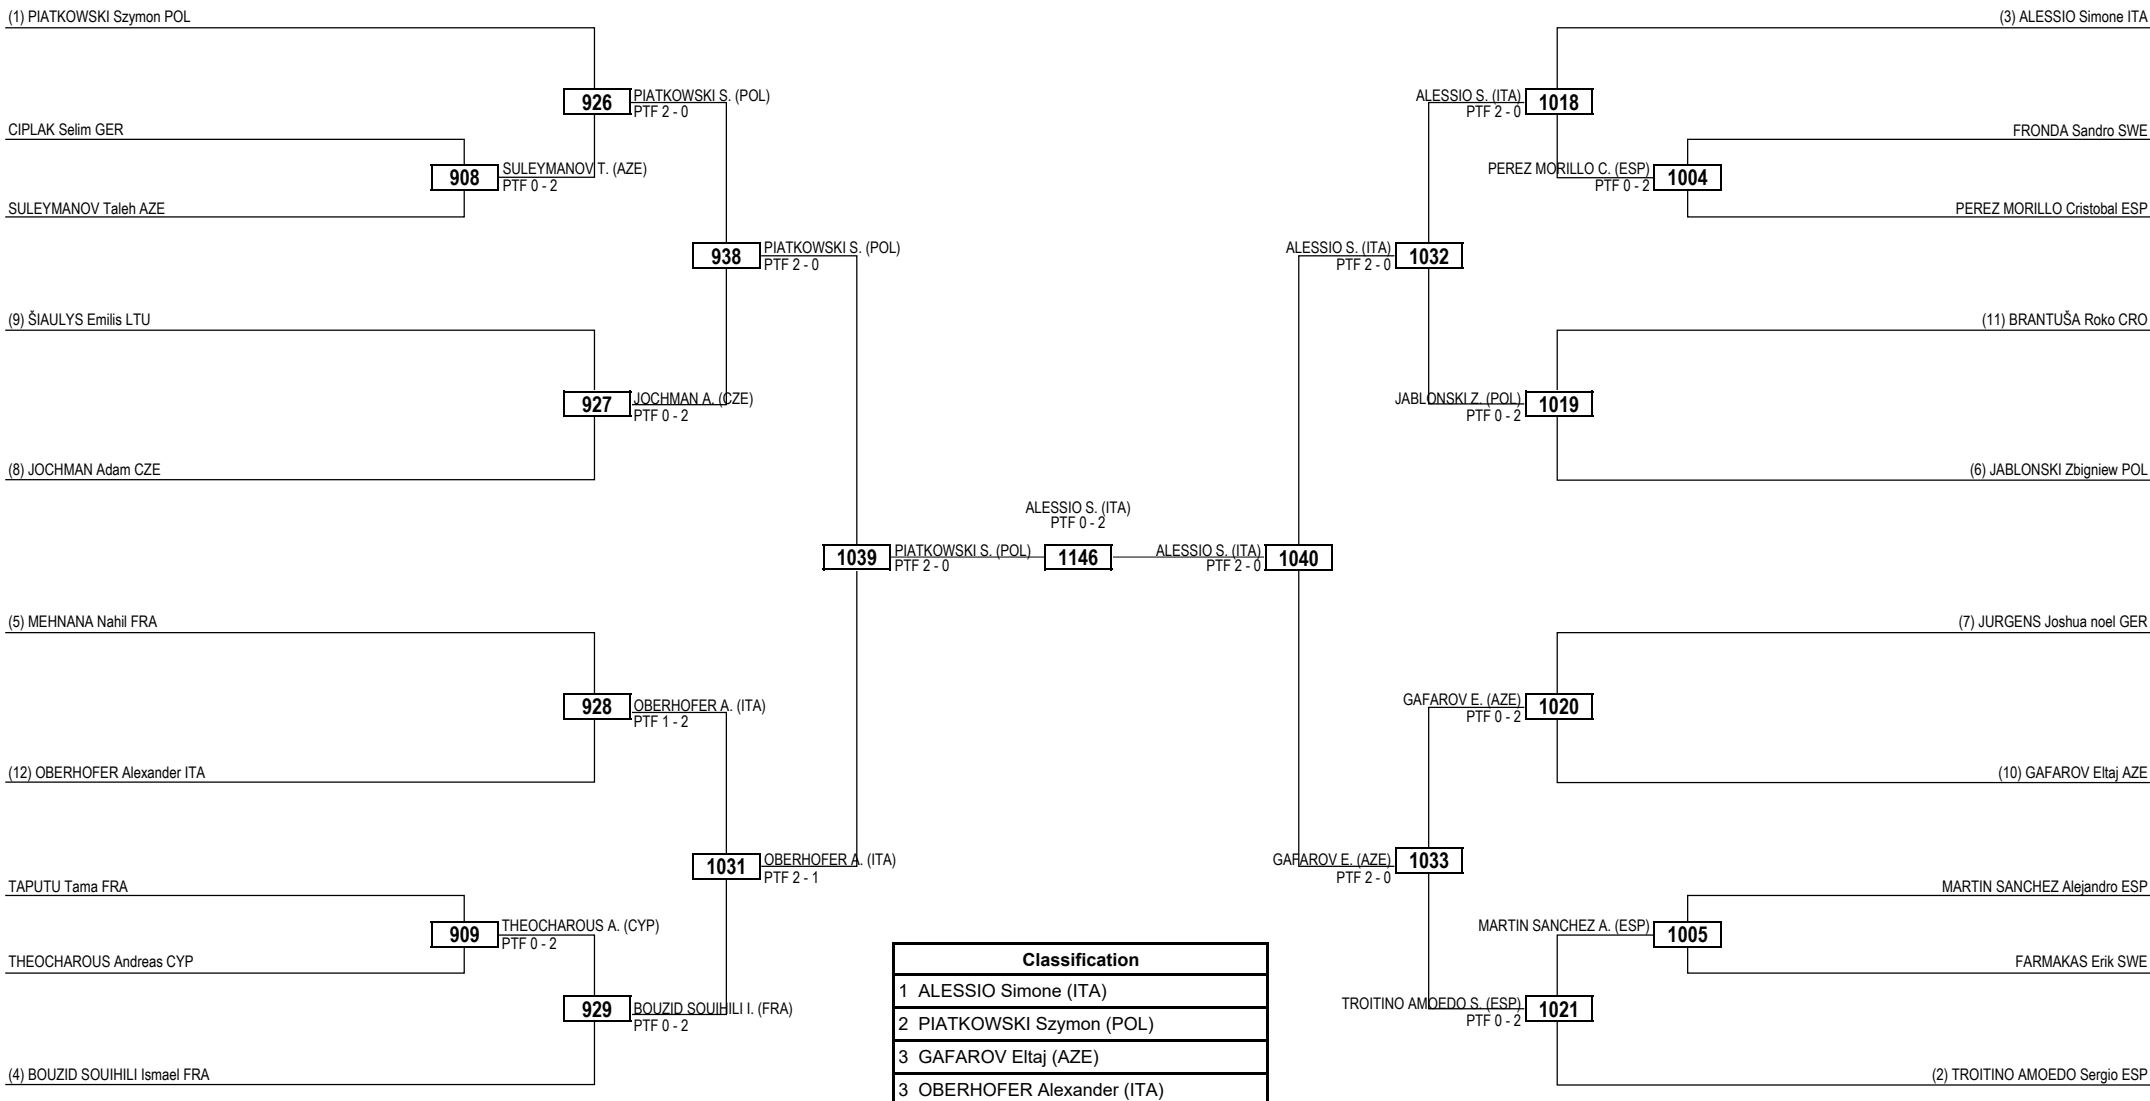 (1) PIATKOWSKI Szymon POL
926
PIATKOWSKI S. (POL)
PTF 2 - 0
CIPLAK Selim GER
908
SULEYMANOV T. (AZE)
PTF 0 - 2
SULEYMANOV Taleh AZE
938
PIATKOWSKI S. (POL)
PTF 2 - 0
(9) ŠIAULYS Emilis LTU
927
JOCHMAN A. (CZE)
PTF 0 - 2
(8) JOCHMAN Adam CZE
1039
PIATKOWSKI S. (POL)
PTF 2 - 0
(5) MEHNANA Nahil FRA
928
OBERHOFER A. (ITA)
PTF 1 - 2
(12) OBERHOFER Alexander ITA
1031
OBERHOFER A. (ITA)
PTF 2 - 1
TAPUTU Tama FRA
909
THEOCHAROUS A. (CYP)
PTF 0 - 2
THEOCHAROUS Andreas CYP
929
BOUZID SOUIHILI I. (FRA)
PTF 0 - 2
(4) BOUZID SOUIHILI Ismael FRA
ALESSIO S. (ITA)
PTF 0 - 2
1146
(3) ALESSIO Simone ITA
ALESSIO S. (ITA)
PTF 2 - 0
1018
FRONDA Sandro SWE
PEREZ MORILLO C. (ESP)
PTF 0 - 2
1004
PEREZ MORILLO Cristobal ESP
ALESSIO S. (ITA)
PTF 2 - 0
1032
(11) BRANTUŠA Roko CRO
JABLONSKI Z. (POL)
PTF 0 - 2
1019
(6) JABLONSKI Zbigniew POL
ALESSIO S. (ITA)
PTF 2 - 0
1040
(7) JURGENS Joshua noel GER
GAFAROV E. (AZE)
PTF 0 - 2
1020
(10) GAFAROV Eltaj AZE
GAFAROV E. (AZE)
PTF 2 - 0
1033
MARTIN SANCHEZ Alejandro ESP
MARTIN SANCHEZ A. (ESP)
1005
FARMAKAS Erik SWE
TROITINO AMOEDO S. (ESP)
PTF 0 - 2
1021
(2) TROITINO AMOEDO Sergio ESP
Classification
1 ALESSIO Simone (ITA)
2 PIATKOWSKI Szymon (POL)
3 GAFAROV Eltaj (AZE)
3 OBERHOFER Alexander (ITA)